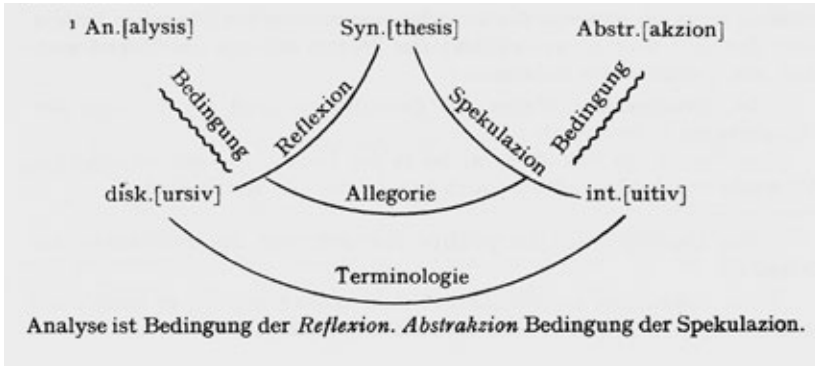 ¹ An.[alysis] Syn.[thesis] Abstr.[akzion]
Bedingung Reflexion Spekulazion Bedingung
disk.[ursiv] Allegorie int.[uitiv]
Terminologie
Analyse ist Bedingung der Reflexion. Abstrakzion Bedingung der Spekulazion.